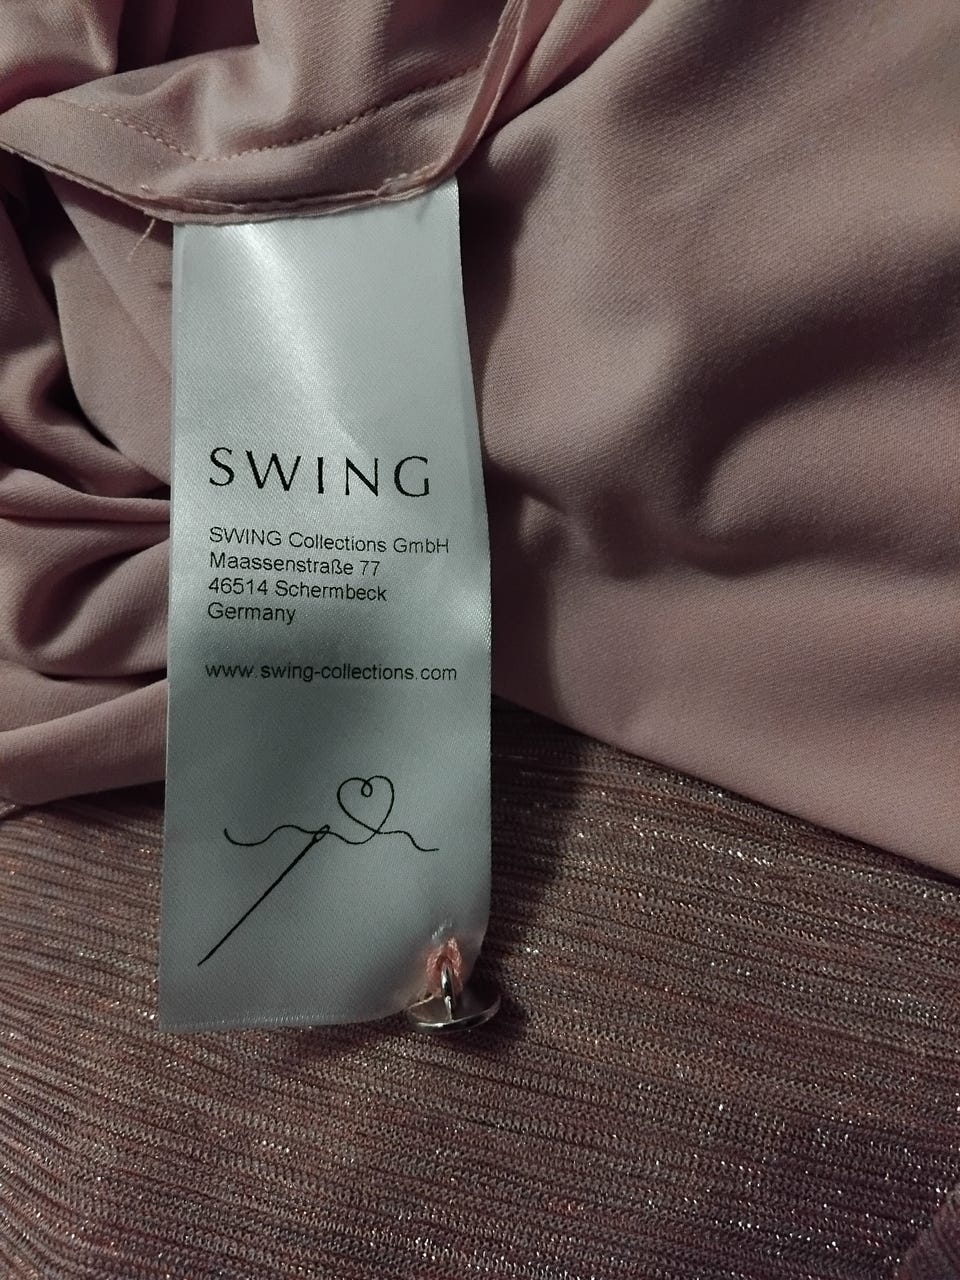 SWING
SWING Collections GmbH
Maassenstraße 77
46514 Schermbeck
Germany
www.swing-collections.com